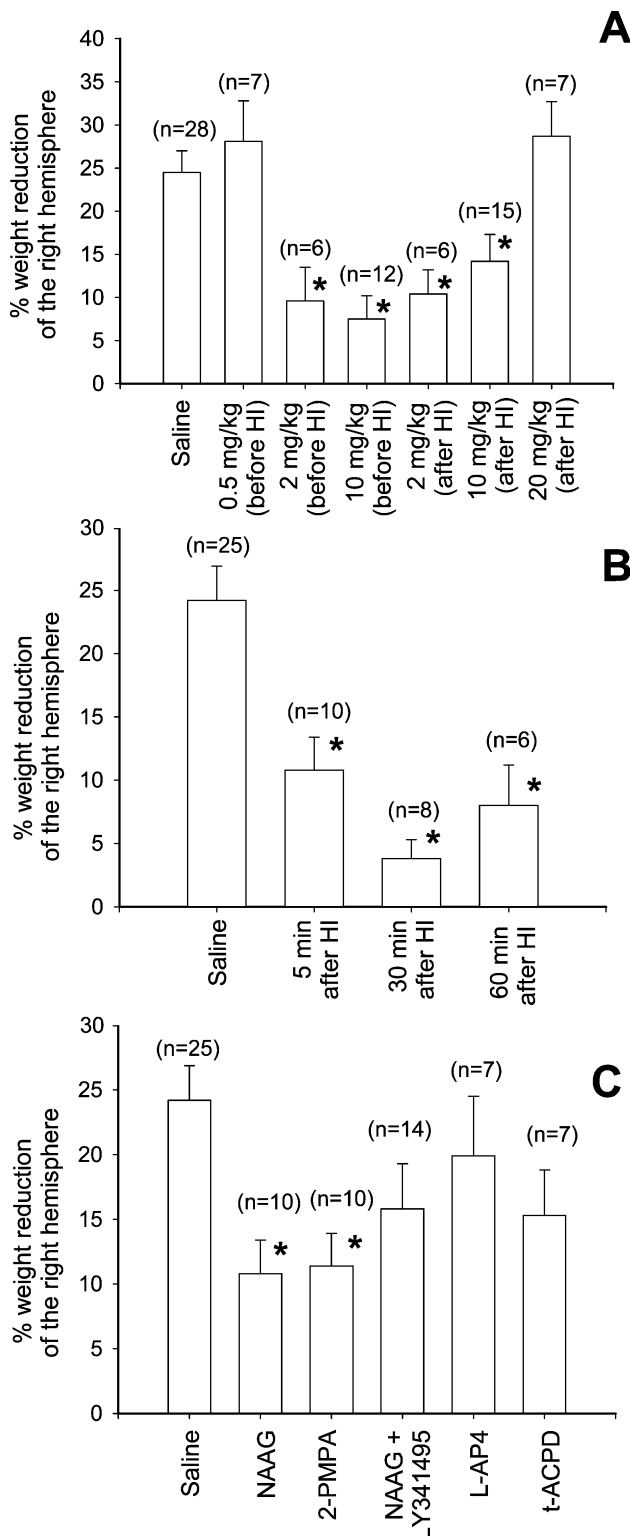 A
% weight reduction
of the right hemisphere
40
35
30
25
20
15
10
5
0
(n=28)
(n=7)
(n=6)
*
(n=12)
*
(n=6)
*
(n=15)
*
(n=7)
Saline
0.5 mg/kg
(before HI)
2 mg/kg
(before HI)
10 mg/kg
(before HI)
2 mg/kg
(after HI)
10 mg/kg
(after HI)
20 mg/kg
(after HI)
B
% weight reduction
of the right hemisphere
30
25
20
15
10
5
0
(n=25)
(n=10)
*
(n=8)
*
(n=6)
*
Saline
5 min
after HI
30 min
after HI
60 min
after HI
C
% weight reduction
of the right hemisphere
30
25
20
15
10
5
0
(n=25)
(n=10)
*
(n=10)
*
(n=14)
(n=7)
(n=7)
Saline
NAAG
2-PMPA
NAAG +
LY341495
L-AP4
t-ACPD